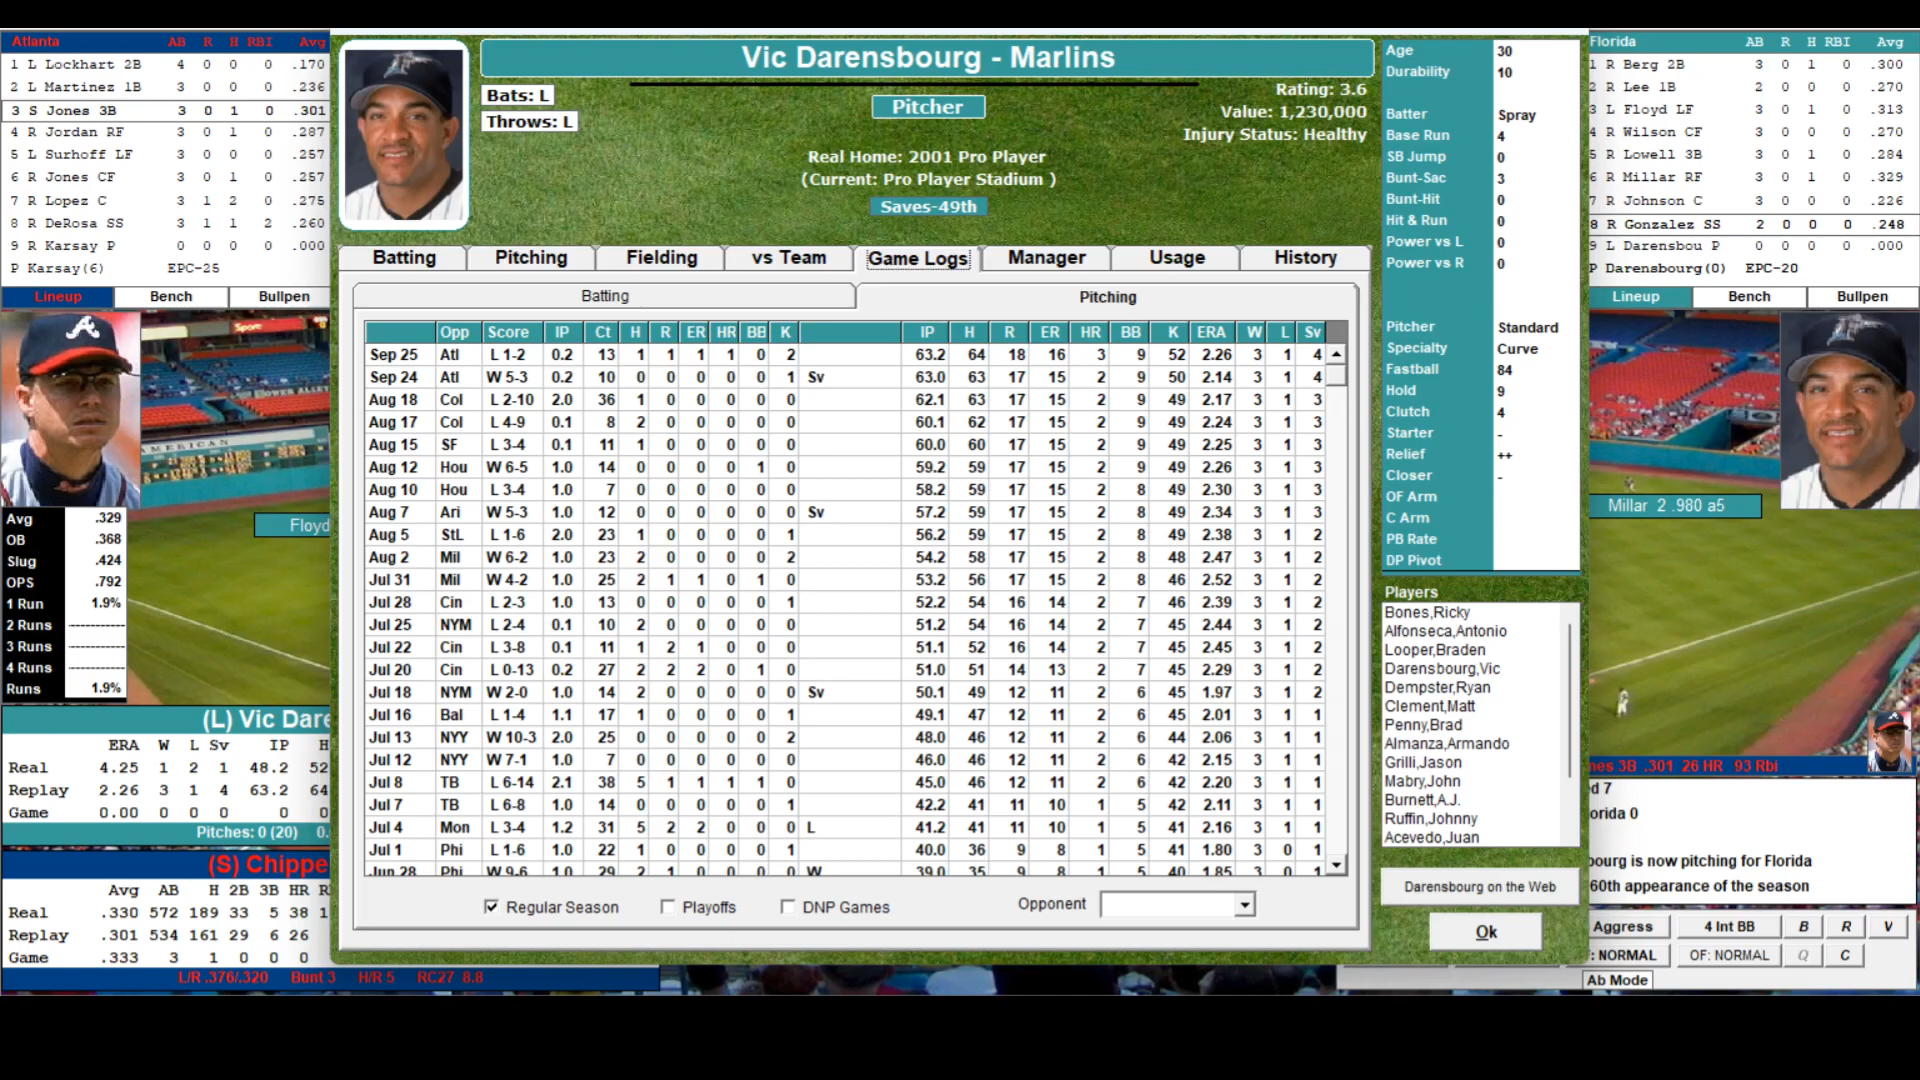 Atlanta AB R H RBI Avg
1 L Lockhart 2B 4 0 0 0 .170
2 L Martinez 1B 3 0 0 0 .236
3 S Jones 3B 3 0 1 0 .301
4 R Jordan RF 3 0 0 0 .287
5 L Surhoff LF 3 0 0 0 .257
6 R Jones CF 3 0 1 0 .257
7 R Lopez C 3 1 2 0 .275
8 R DeRosa SS 3 1 1 2 .260
9 R Karsay P 0 0 0 0 .000
P Karsay(6) EPC-25
Lineup Bench Bullpen
Avg .329
OB .368
Slug .424
OPS .792
1 Run 1.9%
2 Runs ----------
3 Runs ----------
4 Runs ----------
Runs 1.9%
Floyd
(L) Vic Dare
ERA W L Sv IP H
Real 4.25 1 2 1 48.2 52
Replay 2.26 3 1 4 63.2 64
Game 0.00 0 0 0 0 0
Pitches: 0 (20) 0.
(S) Chippe
Avg AB H 2B 3B HR R
Real .330 572 189 33 5 38 1
Replay .301 534 161 29 6 26
Game .333 3 1 0 0 0
L/R .376/.320 Bunt 3 H/R 5 RC27 8.8
Vic Darensbourg - Marlins
Bats: L
Throws: L
Pitcher
Rating: 3.6
Value: 1,230,000
Injury Status: Healthy
Real Home: 2001 Pro Player
(Current: Pro Player Stadium )
Saves-49th
Batting Pitching Fielding vs Team Game Logs Manager Usage History
Batting Pitching
Opp Score IP Ct H R ER HR BB K IP H R ER HR BB K ERA W L Sv
Sep 25 Atl L 1-2 0.2 13 1 1 1 1 0 2 63.2 64 18 16 3 9 52 2.26 3 1 4
Sep 24 Atl W 5-3 0.2 10 0 0 0 0 0 1 Sv 63.0 63 17 15 2 9 50 2.14 3 1 4
Aug 18 Col L 2-10 2.0 36 1 0 0 0 0 0 62.1 63 17 15 2 9 49 2.17 3 1 3
Aug 17 Col L 4-9 0.1 8 2 0 0 0 0 0 60.1 62 17 15 2 9 49 2.24 3 1 3
Aug 15 SF L 3-4 0.1 11 1 0 0 0 0 0 60.0 60 17 15 2 9 49 2.25 3 1 3
Aug 12 Hou W 6-5 1.0 14 0 0 0 0 1 0 59.2 59 17 15 2 9 49 2.26 3 1 3
Aug 10 Hou L 3-4 1.0 7 0 0 0 0 0 0 58.2 59 17 15 2 8 49 2.30 3 1 3
Aug 7 Ari W 5-3 1.0 12 0 0 0 0 0 0 Sv 57.2 59 17 15 2 8 49 2.34 3 1 3
Aug 5 StL L 1-6 2.0 23 1 0 0 0 0 1 56.2 59 17 15 2 8 49 2.38 3 1 2
Aug 2 Mil W 6-2 1.0 23 2 0 0 0 0 2 54.2 58 17 15 2 8 48 2.47 3 1 2
Jul 31 Mil W 4-2 1.0 25 2 1 1 0 1 0 53.2 56 17 15 2 8 46 2.52 3 1 2
Jul 28 Cin L 2-3 1.0 13 0 0 0 0 0 1 52.2 54 16 14 2 7 46 2.39 3 1 2
Jul 25 NYM L 2-4 0.1 10 2 0 0 0 0 0 51.2 54 16 14 2 7 45 2.44 3 1 2
Jul 22 Cin L 3-8 0.1 11 1 2 1 0 0 0 51.1 52 16 14 2 7 45 2.45 3 1 2
Jul 20 Cin L 0-13 0.2 27 2 2 2 0 1 0 51.0 51 14 13 2 7 45 2.29 3 1 2
Jul 18 NYM W 2-0 1.0 14 2 0 0 0 0 0 Sv 50.1 49 12 11 2 6 45 1.97 3 1 2
Jul 16 Bal L 1-4 1.1 17 1 0 0 0 0 1 49.1 47 12 11 2 6 45 2.01 3 1 1
Jul 13 NYY W 10-3 2.0 25 0 0 0 0 0 2 48.0 46 12 11 2 6 44 2.06 3 1 1
Jul 12 NYY W 7-1 1.0 7 0 0 0 0 0 0 46.0 46 12 11 2 6 42 2.15 3 1 1
Jul 8 TB L 6-14 2.1 38 5 1 1 1 1 0 45.0 46 12 11 2 6 42 2.20 3 1 1
Jul 7 TB L 6-8 1.0 14 0 0 0 0 0 1 42.2 41 11 10 1 5 42 2.11 3 1 1
Jul 4 Mon L 3-4 1.2 31 5 2 2 0 0 0 L 41.2 41 11 10 1 5 41 2.16 3 1 1
Jul 1 Phi L 1-6 1.0 22 1 0 0 0 0 1 40.0 36 9 8 1 5 41 1.80 3 0 1
Jun 28 Phi W 9-6 1.0 29 2 1 0 0 0 0 W 39.0 35 9 8 1 5 40 1.85 3 0 1
Regular Season Playoffs DNP Games Opponent
Age 30
Durability 10
Batter Spray
Base Run 4
SB Jump 0
Bunt-Sac 3
Bunt-Hit 0
Hit & Run 0
Power vs L 0
Power vs R 0
Pitcher Standard
Specialty Curve
Fastball 84
Hold 9
Clutch 4
Starter -
Relief ++
Closer -
OF Arm
C Arm
PB Rate
DP Pivot
Players
Bones,Ricky
Alfonseca,Antonio
Looper,Braden
Darensbourg,Vic
Dempster,Ryan
Clement,Matt
Penny,Brad
Almanza,Armando
Grilli,Jason
Mabry,John
Burnett,A.J.
Ruffin,Johnny
Acevedo,Juan
Darensbourg on the Web
Ok
Florida AB R H RBI Avg
1 R Berg 2B 3 0 1 0 .300
2 R Lee 1B 2 0 0 0 .270
3 L Floyd LF 3 0 1 0 .313
4 R Wilson CF 3 0 0 0 .270
5 R Lowell 3B 3 0 1 0 .284
6 R Millar RF 3 0 1 0 .329
7 R Johnson C 3 0 0 0 .226
8 R Gonzalez SS 2 0 0 0 .248
9 L Darensbou P 0 0 0 0 .000
P Darensbourg(0) EPC-20
Lineup Bench Bullpen
Millar 2 .980 a5
nes 3B .301 26 HR 93 Rbi
d 7
orida 0
bourg is now pitching for Florida
60th appearance of the season
Aggress 4 Int BB B R V
: NORMAL OF: NORMAL Q C
Ab Mode